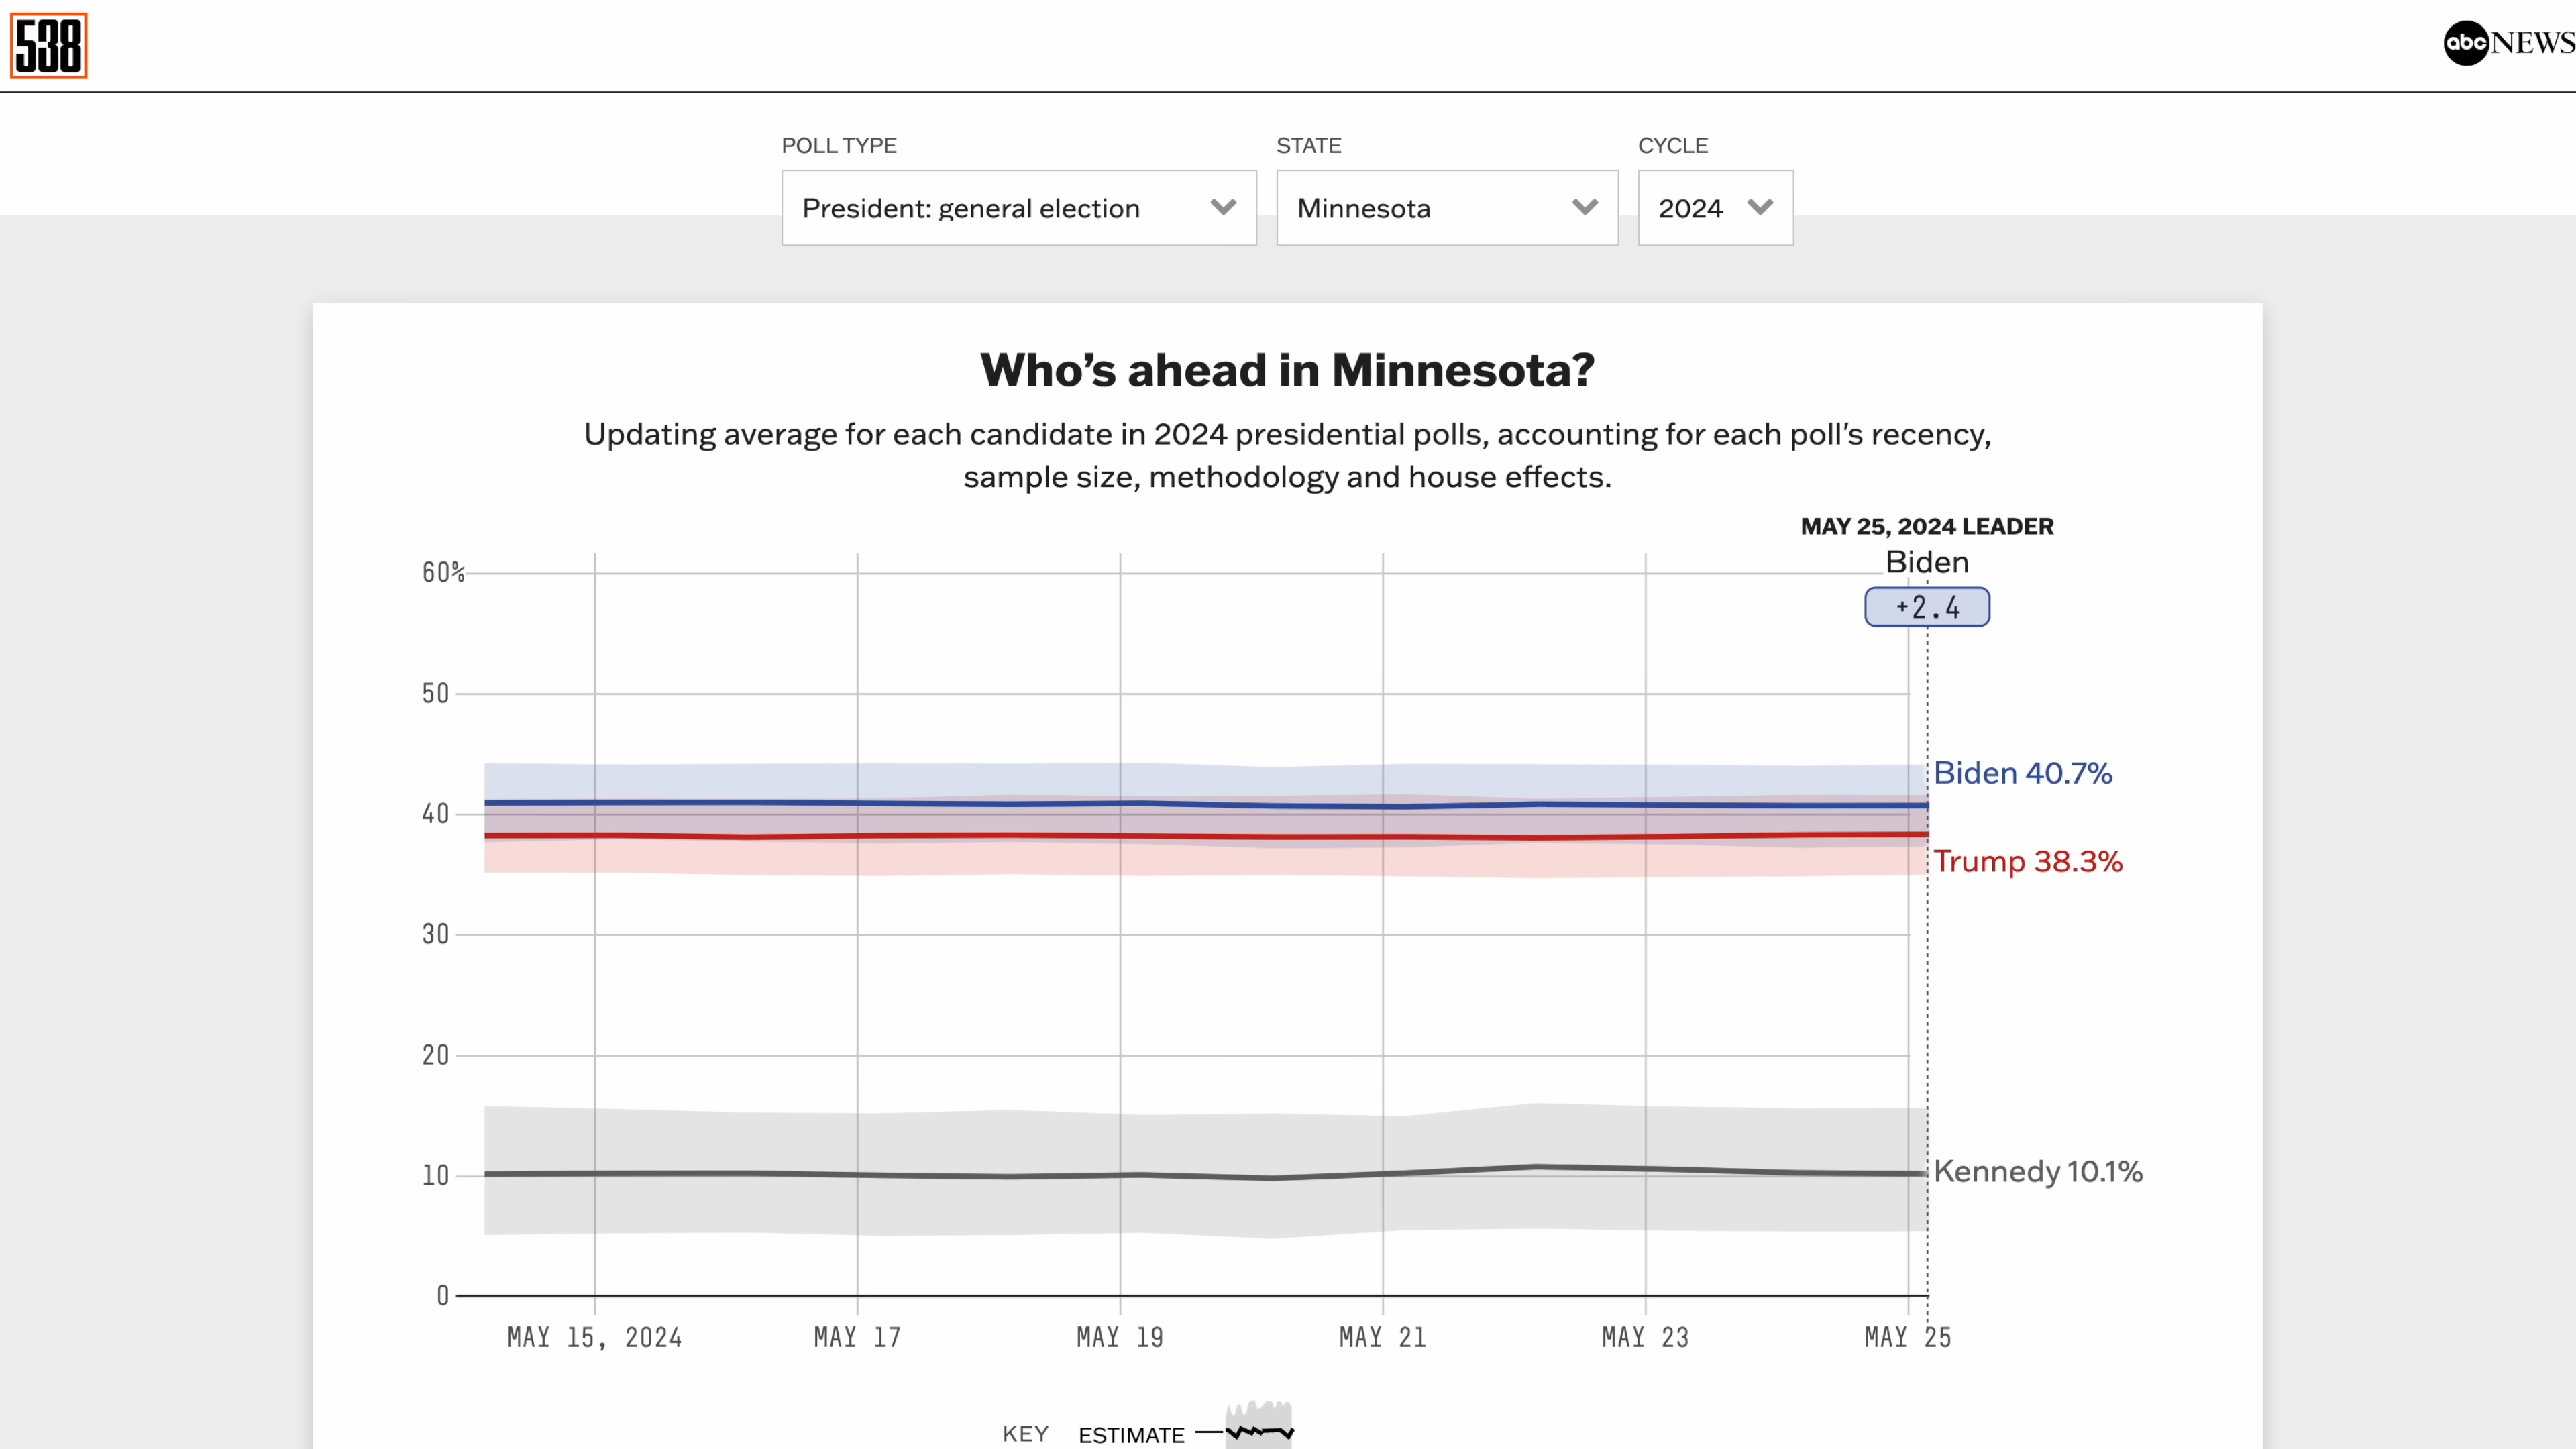 538
abc NEWS
POLL TYPE
STATE
CYCLE
President: general election
Minnesota
2024
Who's ahead in Minnesota?
Updating average for each candidate in 2024 presidential polls, accounting for each poll's recency,
sample size, methodology and house effects.
MAY 25, 2024 LEADER
Biden
+2.4
60%
50
Biden 40.7%
40
Trump 38.3%
30
20
10
Kennedy 10.1%
0
MAY 15, 2024
MAY 17
MAY 19
MAY 21
MAY 23
MAY 25
KEY
ESTIMATE